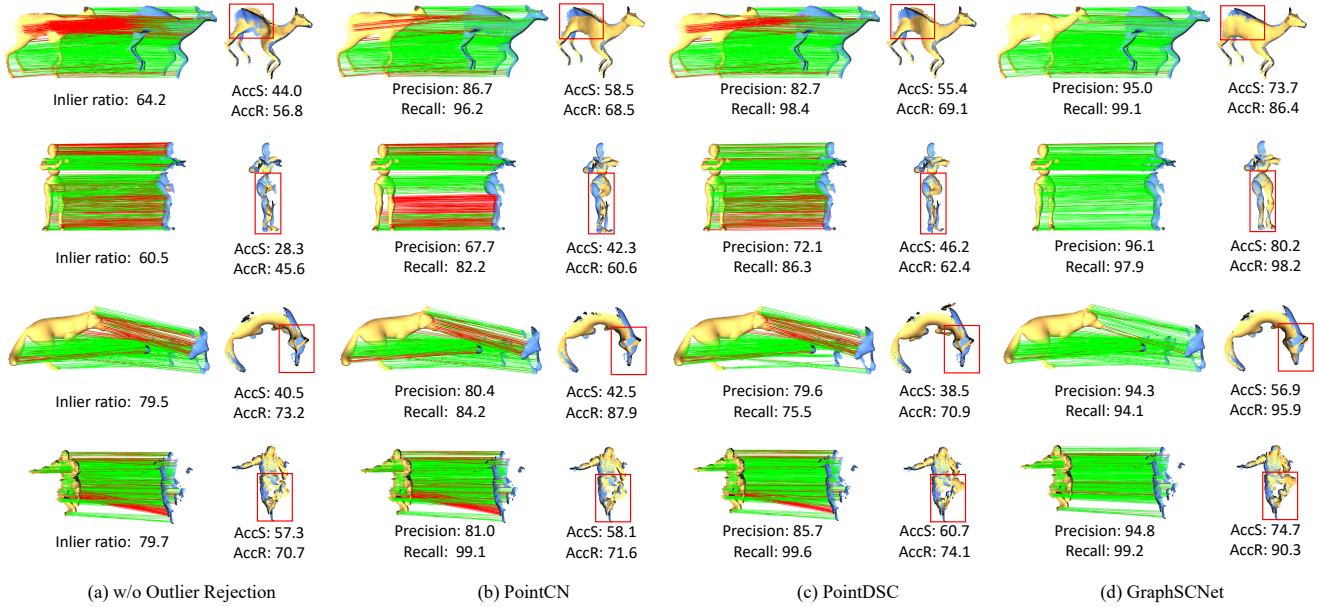 Inlier ratio: 64.2
AccS: 44.0
AccR: 56.8
Precision: 86.7
Recall: 96.2
AccS: 58.5
AccR: 68.5
Precision: 82.7
Recall: 98.4
AccS: 55.4
AccR: 69.1
Precision: 95.0
Recall: 99.1
AccS: 73.7
AccR: 86.4
Inlier ratio: 60.5
AccS: 28.3
AccR: 45.6
Precision: 67.7
Recall: 82.2
AccS: 42.3
AccR: 60.6
Precision: 72.1
Recall: 86.3
AccS: 46.2
AccR: 62.4
Precision: 96.1
Recall: 97.9
AccS: 80.2
AccR: 98.2
Inlier ratio: 79.5
AccS: 40.5
AccR: 73.2
Precision: 80.4
Recall: 84.2
AccS: 42.5
AccR: 87.9
Precision: 79.6
Recall: 75.5
AccS: 38.5
AccR: 70.9
Precision: 94.3
Recall: 94.1
AccS: 56.9
AccR: 95.9
Inlier ratio: 79.7
AccS: 57.3
AccR: 70.7
Precision: 81.0
Recall: 99.1
AccS: 58.1
AccR: 71.6
Precision: 85.7
Recall: 99.6
AccS: 60.7
AccR: 74.1
Precision: 94.8
Recall: 99.2
AccS: 74.7
AccR: 90.3
(a) w/o Outlier Rejection
(b) PointCN
(c) PointDSC
(d) GraphSCNet